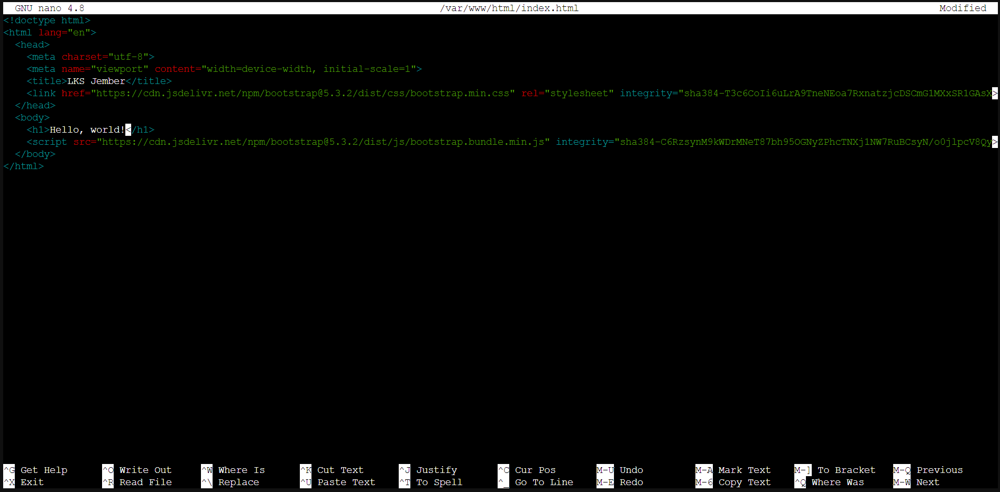 GNU nano 4.8 /var/www/html/index.html Modified
<!doctype html>
<html lang="en">
  <head>
    <meta charset="utf-8">
    <meta name="viewport" content="width=device-width, initial-scale=1">
    <title>LKS Jember</title>
    <link href="https://cdn.jsdelivr.net/npm/bootstrap@5.3.2/dist/css/bootstrap.min.css" rel="stylesheet" integrity="sha384-T3c6CoIi6uLrA9TneNEoa7RxnatzjcDSCmG1MXxSR1GAsX>
  </head>
  <body>
    <h1>Hello, world!</h1>
    <script src="https://cdn.jsdelivr.net/npm/bootstrap@5.3.2/dist/js/bootstrap.bundle.min.js" integrity="sha384-C6RzsynM9kWDrMNeT87bh95OGNyZPhcTNXj1NW7RuBCsyN/o0jlpcV8Qy>
  </body>
</html>
^G Get Help ^O Write Out ^W Where Is ^K Cut Text ^J Justify ^C Cur Pos M-U Undo M-A Mark Text M-] To Bracket M-Q Previous
^X Exit ^R Read File ^\ Replace ^U Paste Text ^T To Spell ^_ Go To Line M-E Redo M-6 Copy Text ^Q Where Was M-W Next